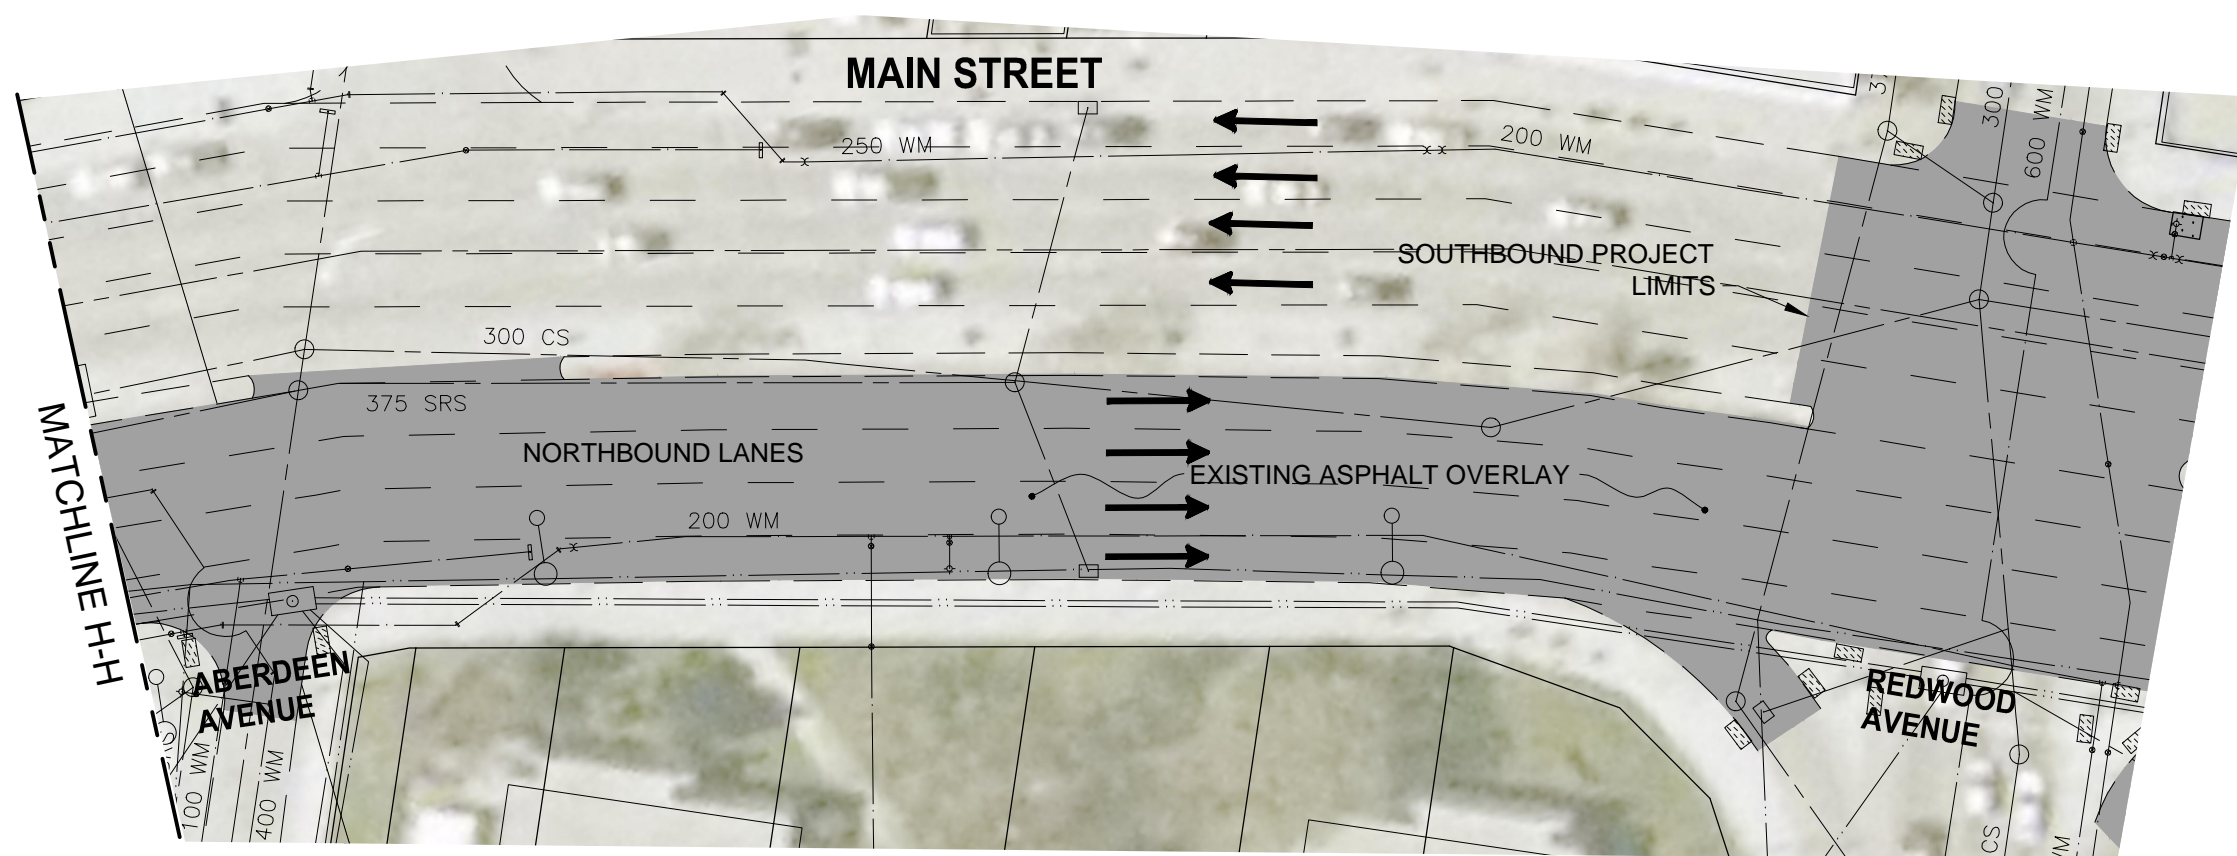 MAIN STREET
300
WM
600
250 WM
200 WM
SOUTHBOUND PROJECT
LIMITS
300 CS
375 SRS
MATCHLINE H-H
NORTHBOUND LANES
EXISTING ASPHALT OVERLAY
200 WM
ABERDEEN
AVENUE
REDWOOD
AVENUE
100 WM
400 WM
CS